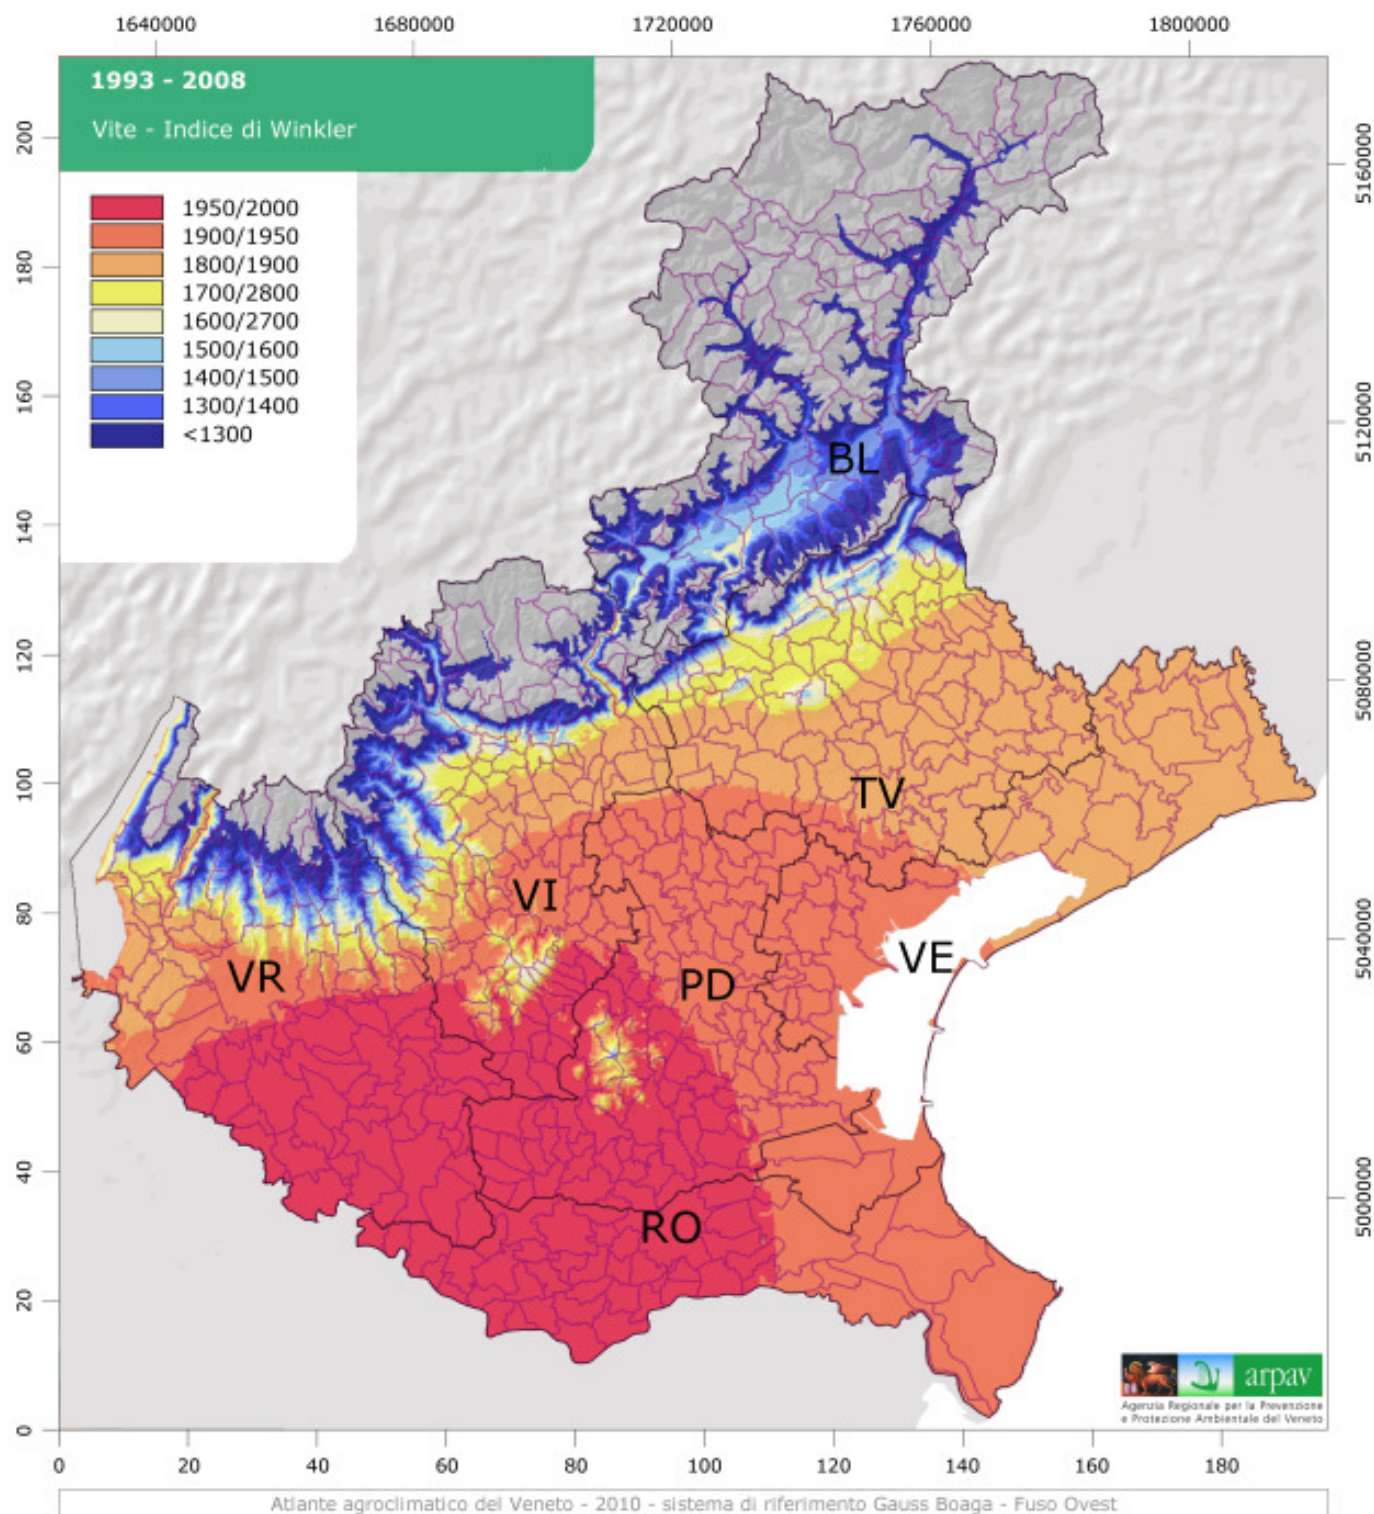 1640000 1680000 1720000 1760000 1800000
1993 - 2008
Vite - Indice di Winkler
1950/2000
1900/1950
1800/1900
1700/2800
1600/2700
1500/1600
1400/1500
1300/1400
<1300
200
180
160
140
120
100
80
60
40
20
0
5160000
5120000
5080000
5040000
5000000
BL
TV
VI
VE
VR
PD
RO
arpav
Agenzia Regionale per la Prevenzione
e Protezione Ambientale del Veneto
0 20 40 60 80 100 120 140 160 180
Atlante agroclimatico del Veneto - 2010 - sistema di riferimento Gauss Boaga - Fuso Ovest